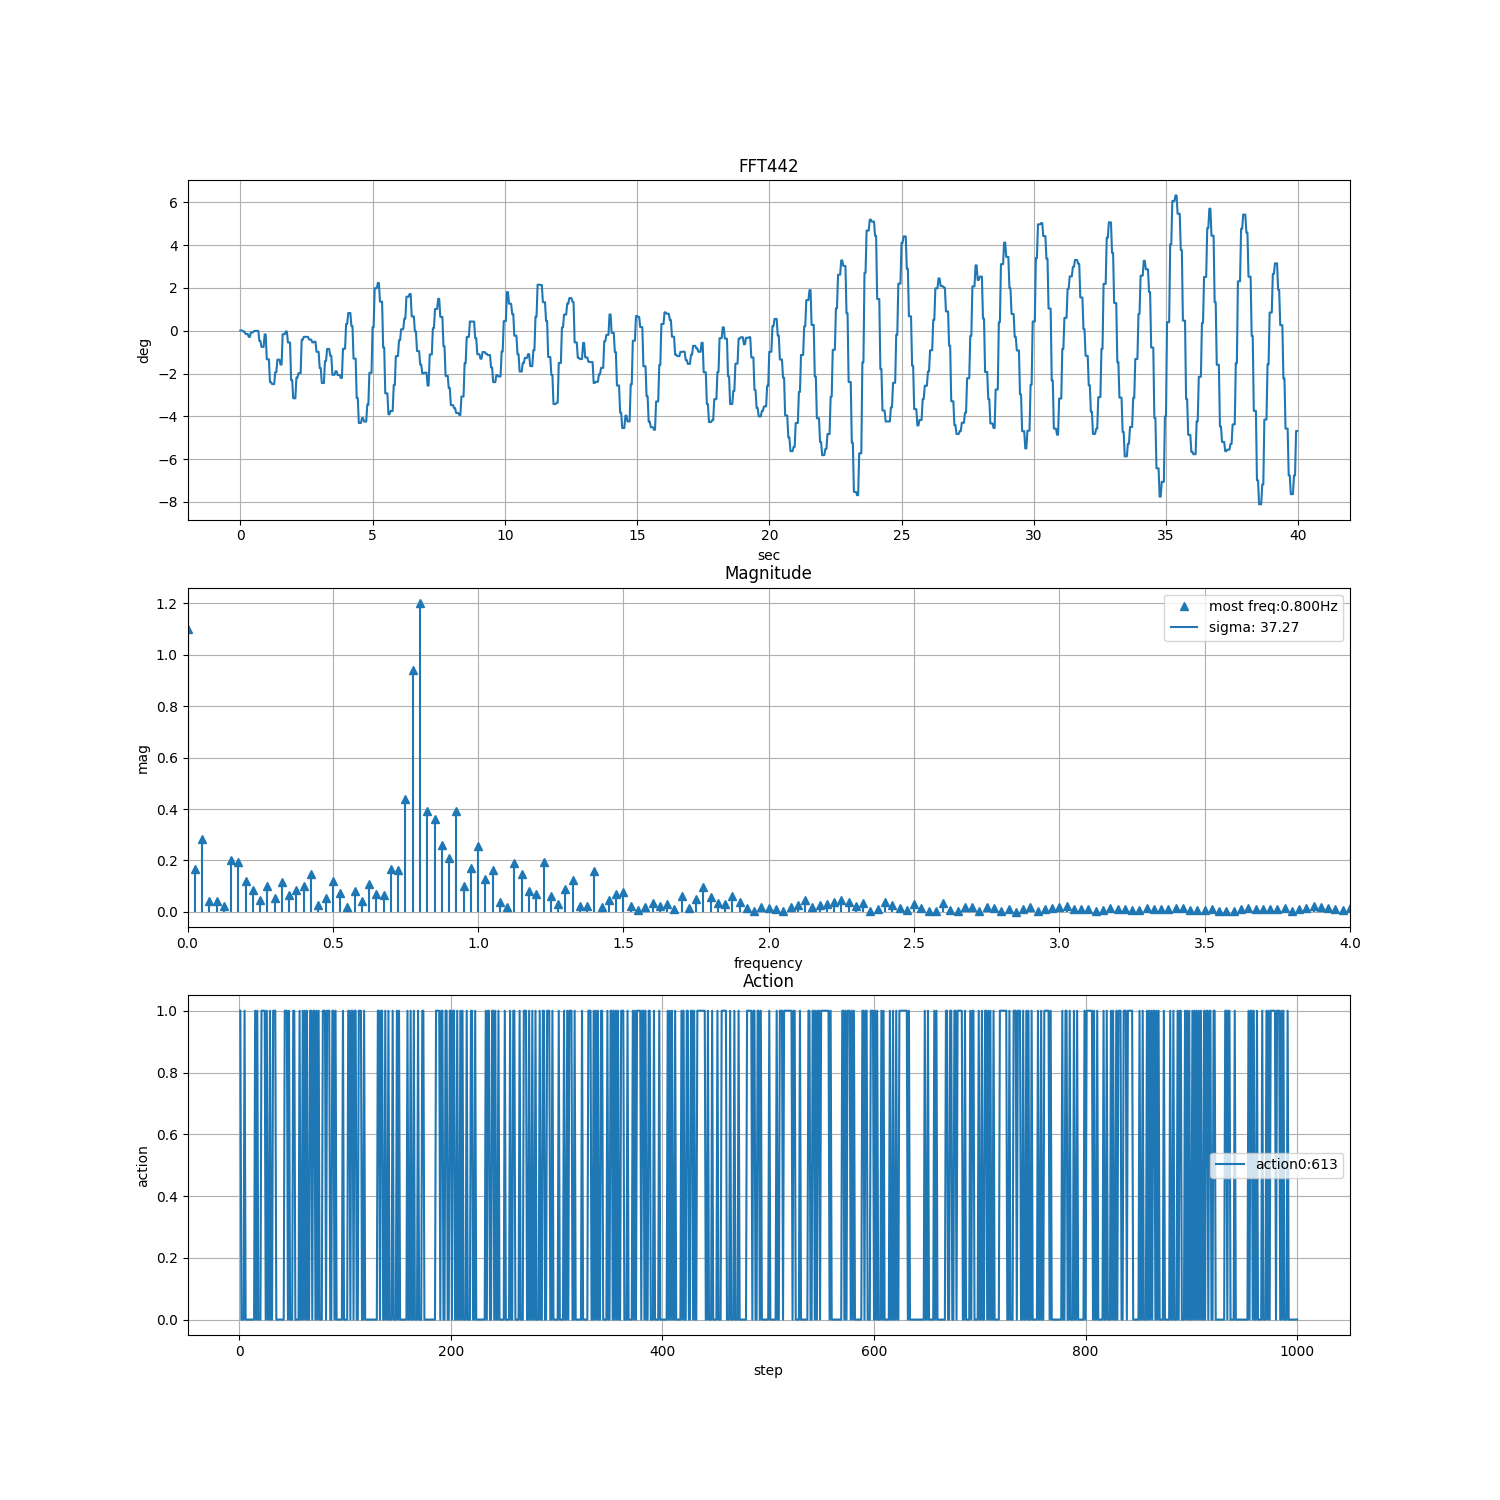 FFT442
6
4
2
0
−2
−4
−6
−8
deg
0 5 10 15 20 25 30 35 40
sec
Magnitude
1.2
1.0
0.8
0.6
0.4
0.2
0.0
mag
most freq:0.800Hz
sigma: 37.27
0.0 0.5 1.0 1.5 2.0 2.5 3.0 3.5 4.0
frequency
Action
1.0
0.8
0.6
0.4
0.2
0.0
action
action0:613
0 200 400 600 800 1000
step